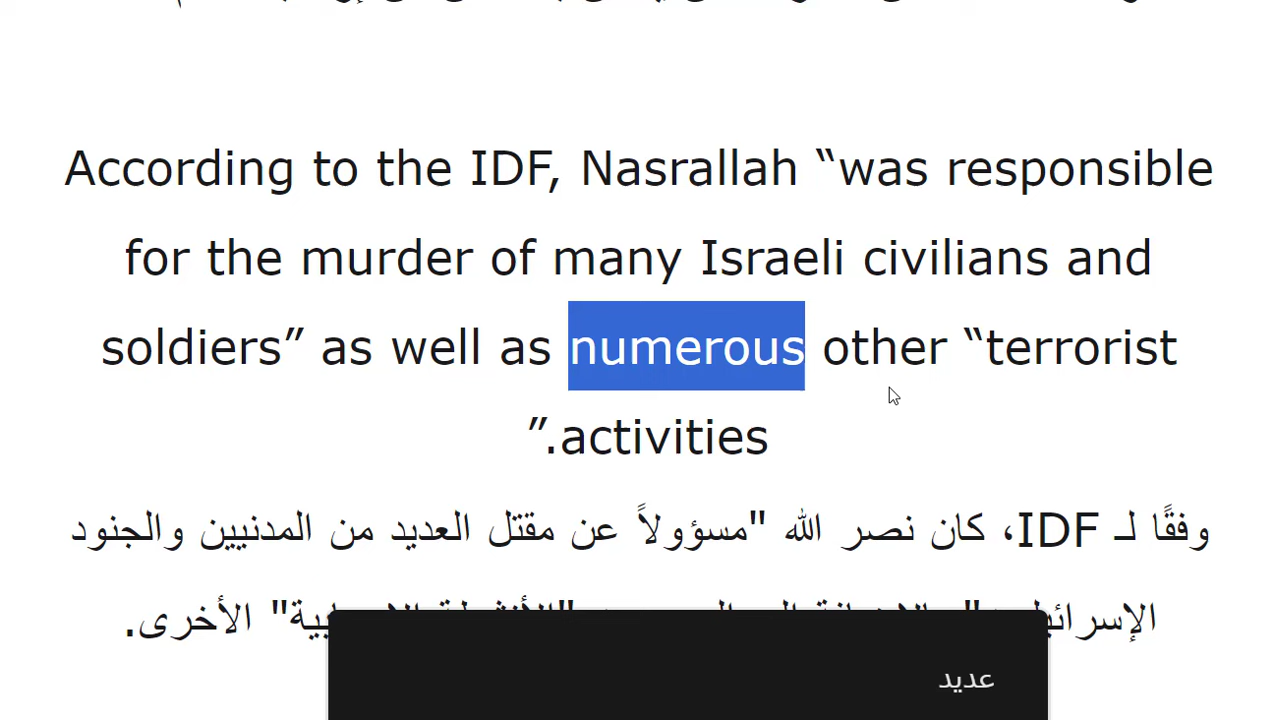 According to the IDF, Nasrallah “was responsible
for the murder of many Israeli civilians and
soldiers” as well as numerous other “terrorist
”.activities
وفقًا لـ IDF، كان نصر الله "مسؤولاً عن مقتل العديد من المدنيين والجنود
الأخرى.
عديد